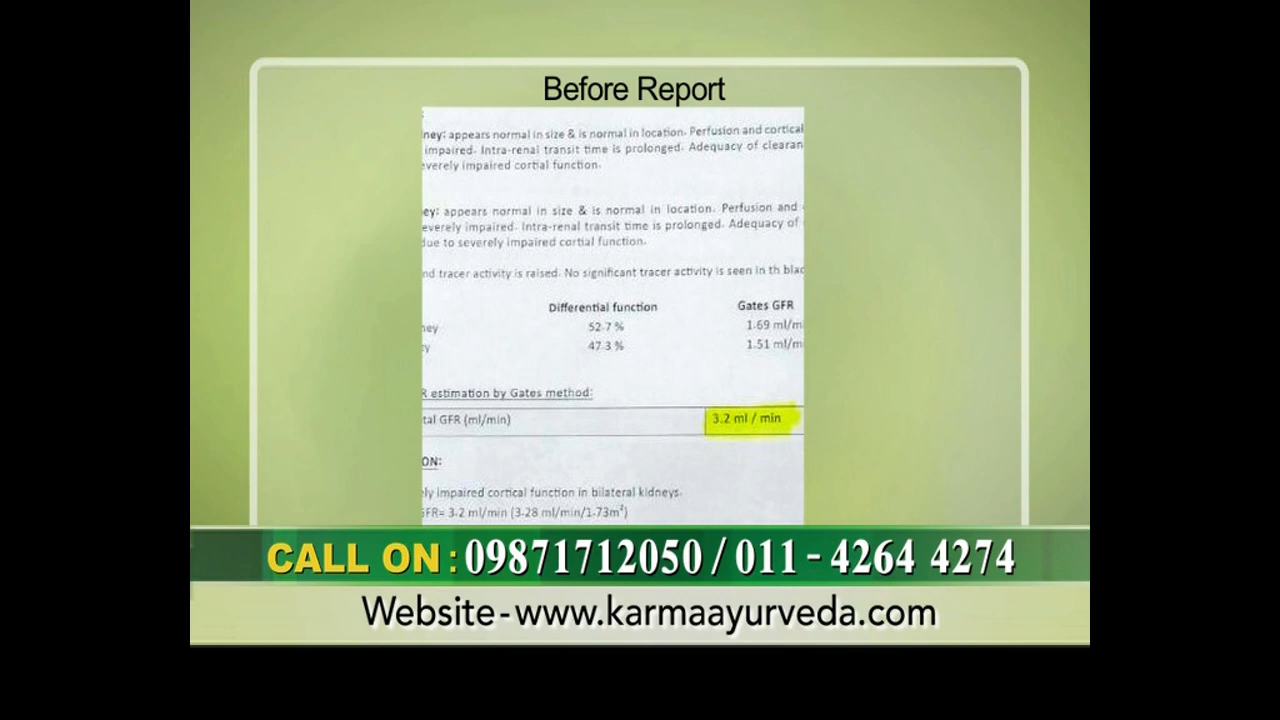 Before Report
:
ney: appears normal in size & is normal in location. Perfusion and cortical
impaired. Intra-renal transit time is prolonged. Adequacy of clearan
everely impaired cortial function.
ey: appears normal in size & is normal in location. Perfusion and
everely impaired. Intra-renal transit time is prolonged. Adequacy of
due to severely impaired cortial function.
nd tracer activity is raised. No significant tracer activity is seen in th blad
Differential function Gates GFR
ney 52.7 % 1.69 ml/m
ey 47.3 % 1.51 ml/m
R estimation by Gates method:
tal GFR (ml/min) 3.2 ml / min
ON:
ly impaired cortical function in bilateral kidneys.
GFR= 3.2 ml/min (3.28 ml/min/1.73m²)
CALL ON : 09871712050 / 011 - 4264 4274
Website - www.karmaayurveda.com